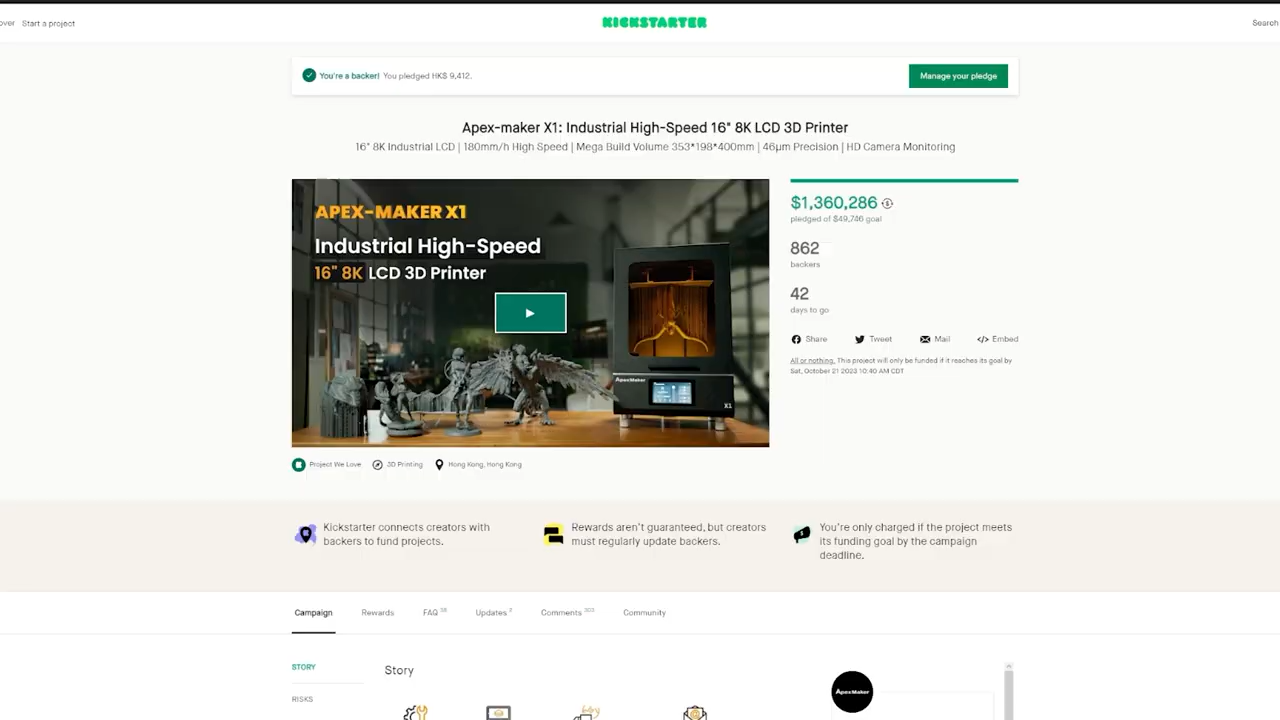 over Start a project
KICKSTARTER
Search
You're a backer! You pledged HK$ 9,412.
Manage your pledge
Apex-maker X1: Industrial High-Speed 16" 8K LCD 3D Printer
16" 8K Industrial LCD | 180mm/h High Speed | Mega Build Volume 353*198*400mm | 46μm Precision | HD Camera Monitoring
APEX-MAKER X1
Industrial High-Speed
16" 8K LCD 3D Printer
ApexMaker
X1
$1,360,286
pledged of $49,746 goal
862
backers
42
days to go
Share Tweet Mail </> Embed
All or nothing. This project will only be funded if it reaches its goal by
Sat, October 21 2023 10:40 AM CDT
Project We Love 3D Printing Hong Kong, Hong Kong
Kickstarter connects creators with
backers to fund projects.
Rewards aren't guaranteed, but creators
must regularly update backers.
You're only charged if the project meets
its funding goal by the campaign
deadline.
Campaign Rewards FAQ Updates 2 Comments 303 Community
STORY
Story
RISKS
ApexMaker